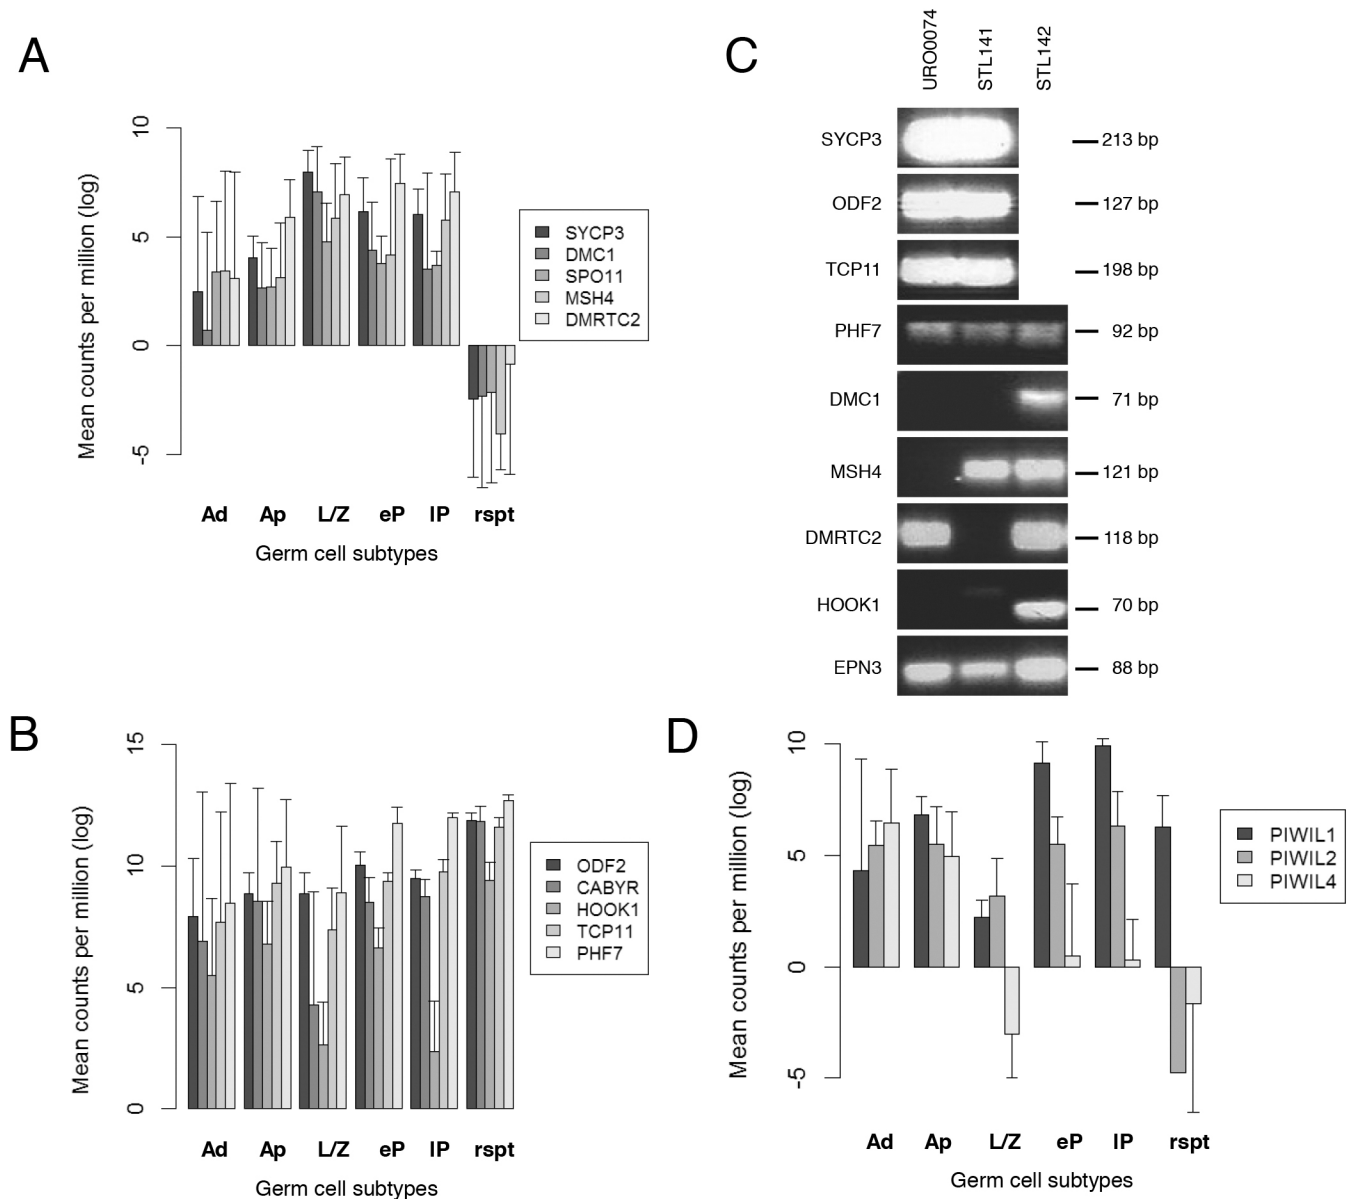 A
Mean counts per million (log)
10
5
0
-5
SYCP3
DMC1
SPO11
MSH4
DMRTC2
Ad Ap L/Z eP lP rspt
Germ cell subtypes
B
Mean counts per million (log)
15
10
5
0
ODF2
CABYR
HOOK1
TCP11
PHF7
Ad Ap L/Z eP lP rspt
Germ cell subtypes
C
URO0074 STL141 STL142
SYCP3 213 bp
ODF2 127 bp
TCP11 198 bp
PHF7 92 bp
DMC1 71 bp
MSH4 121 bp
DMRTC2 118 bp
HOOK1 70 bp
EPN3 88 bp
D
Mean counts per million (log)
10
5
0
-5
PIWIL1
PIWIL2
PIWIL4
Ad Ap L/Z eP lP rspt
Germ cell subtypes